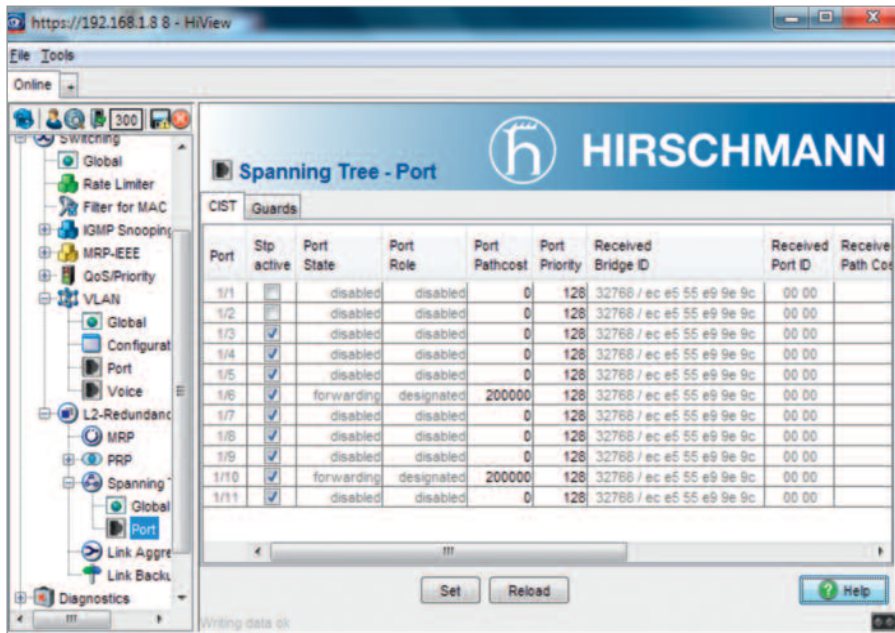 https://192.168.1.8 8 - HiView
File Tools
Online +
300
Switching
Global
Rate Limiter
Filter for MAC
IGMP Snooping
MRP-IEEE
QoS/Priority
VLAN
Global
Configurat
Port
Voice
L2-Redundanc
MRP
PRP
Spanning T
Global
Port
Link Aggre
Link Backu
Diagnostics
HIRSCHMANN
Spanning Tree - Port
CIST Guards
Port Stp active Port State Port Role Port Pathcost Port Priority Received Bridge ID Received Port ID Receive Path Cos
1/1 disabled disabled 0 128 32768 / ec e5 55 e9 9e 9c 00 00
1/2 disabled disabled 0 128 32768 / ec e5 55 e9 9e 9c 00 00
1/3 disabled disabled 0 128 32768 / ec e5 55 e9 9e 9c 00 00
1/4 disabled disabled 0 128 32768 / ec e5 55 e9 9e 9c 00 00
1/5 disabled disabled 0 128 32768 / ec e5 55 e9 9e 9c 00 00
1/6 forwarding designated 200000 128 32768 / ec e5 55 e9 9e 9c 00 00
1/7 disabled disabled 0 128 32768 / ec e5 55 e9 9e 9c 00 00
1/8 disabled disabled 0 128 32768 / ec e5 55 e9 9e 9c 00 00
1/9 disabled disabled 0 128 32768 / ec e5 55 e9 9e 9c 00 00
1/10 forwarding designated 200000 128 32768 / ec e5 55 e9 9e 9c 00 00
1/11 disabled disabled 0 128 32768 / ec e5 55 e9 9e 9c 00 00
Set Reload Help
Writing data ok